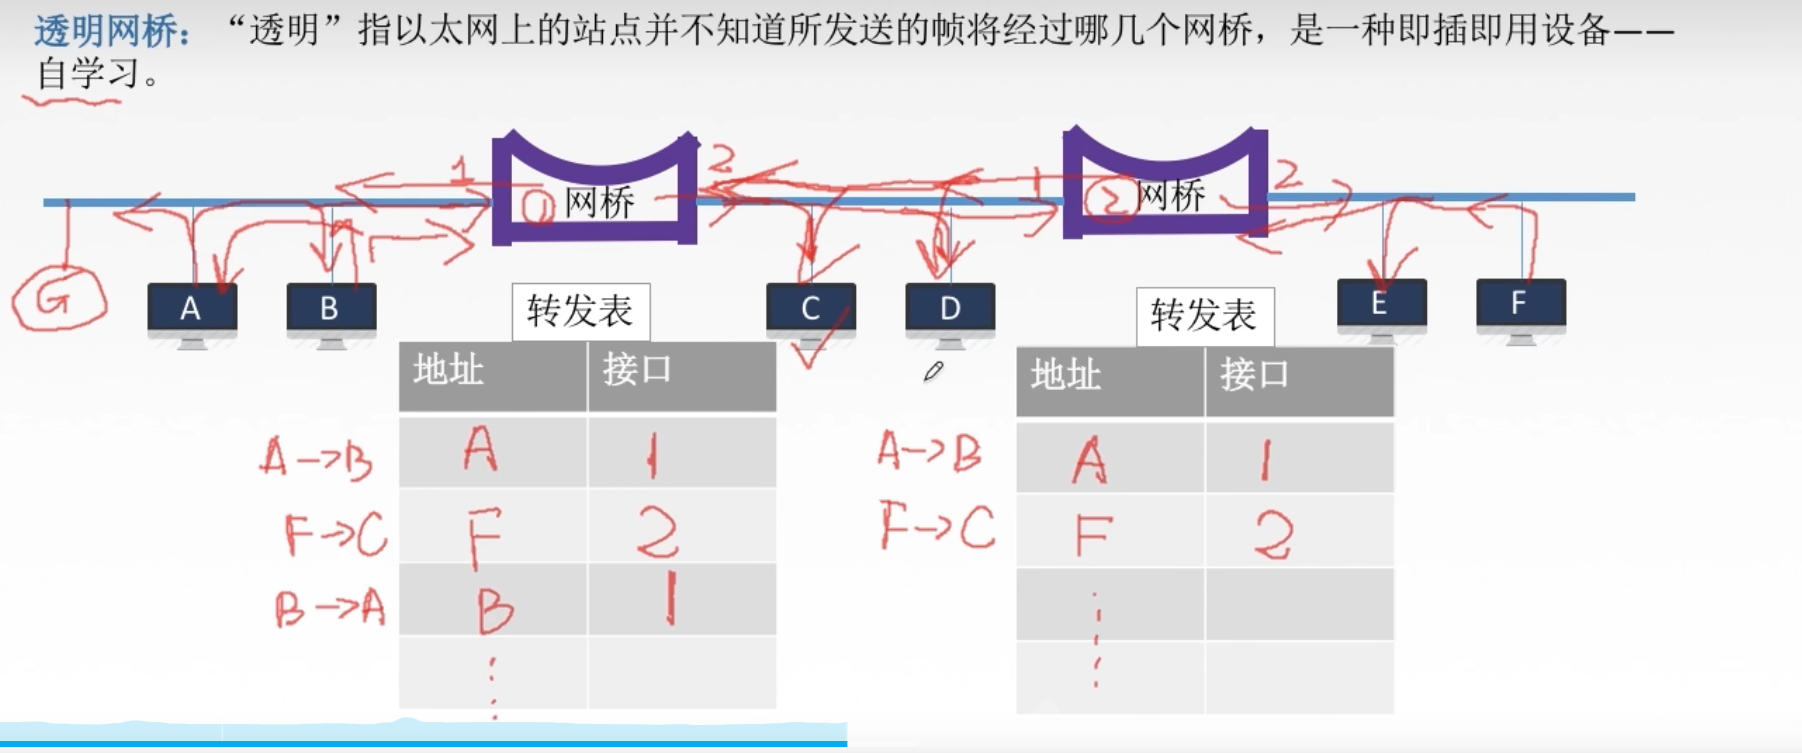 透明网桥：“透明”指以太网上的站点并不知道所发送的帧将经过哪几个网桥，是一种即插即用设备——
自学习。
1 2 1 2
① 网桥 ② 网桥
G A B 转发表 C D 转发表 E F
地址 接口 地址 接口
A→B A 1 A→B A 1
F→C F 2 F→C F 2
B→A B 1